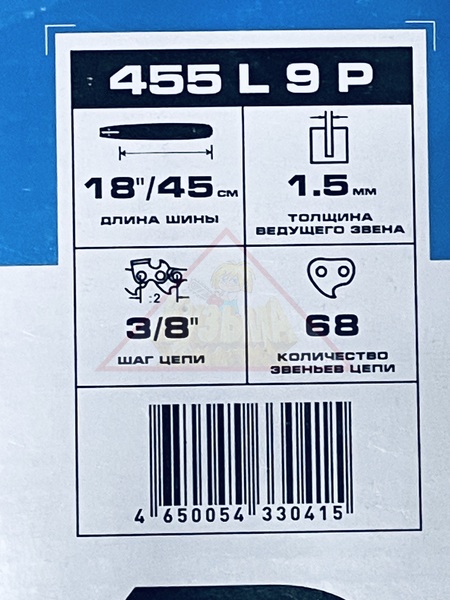 455 L 9 P
18"/45 см
ДЛИНА ШИНЫ
1.5 мм
ТОЛЩИНА
ВЕДУЩЕГО ЗВЕНА
:2
3/8"
ШАГ ЦЕПИ
68
КОЛИЧЕСТВО
ЗВЕНЬЕВ ЦЕПИ
4 650054 330415